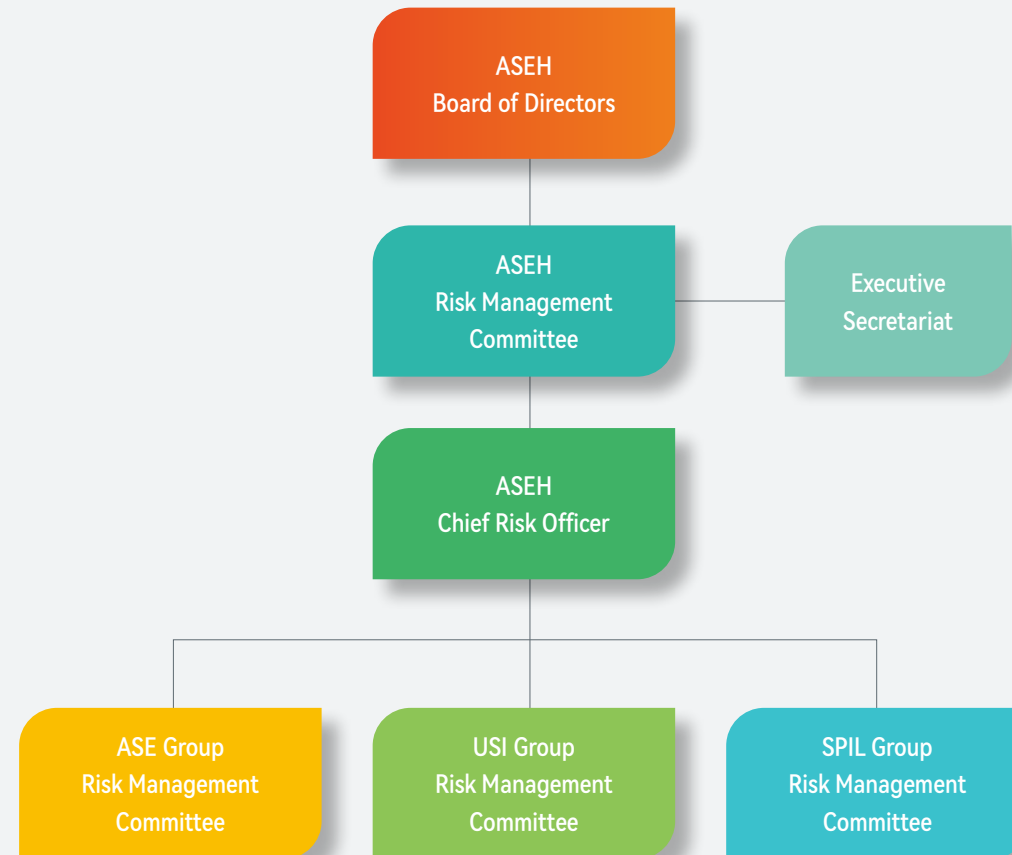 ASEH
Board of Directors
ASEH
Risk Management
Committee
Executive
Secretariat
ASEH
Chief Risk Officer
ASE Group
Risk Management
Committee
USI Group
Risk Management
Committee
SPIL Group
Risk Management
Committee